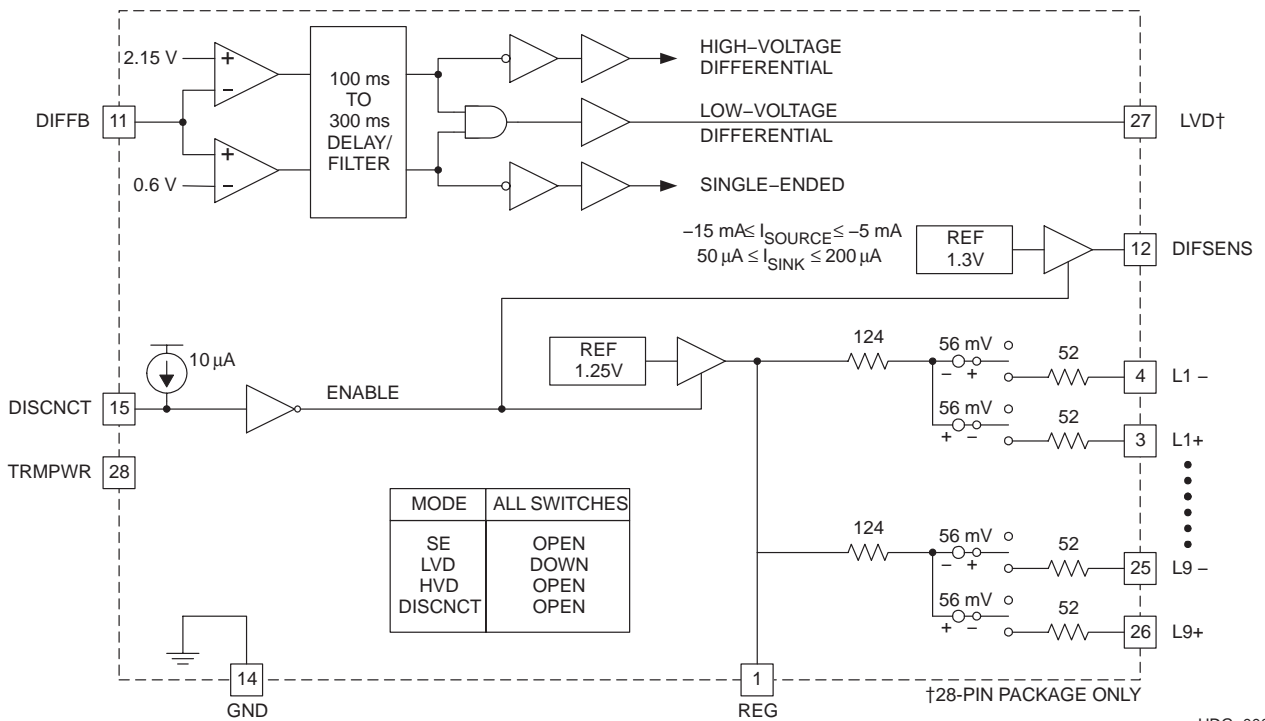 HIGH−VOLTAGE
DIFFERENTIAL
2.15 V
+
−
100 ms
TO
300 ms
DELAY/
FILTER
LOW−VOLTAGE
DIFFERENTIAL
DIFFB
11
27
LVD†
+
−
0.6 V
SINGLE−ENDED
−15 mA≤ ISOURCE≤ −5 mA
50 µA ≤ ISINK ≤ 200 µA
REF
1.3V
12
DIFSENS
10 µA
REF
1.25V
124
56 mV
− +
52
4
L1 −
DISCNCT
15
ENABLE
56 mV
+ −
52
3
L1+
TRMPWR
28
MODE
ALL SWITCHES
SE
OPEN
LVD
DOWN
HVD
OPEN
DISCNCT
OPEN
124
56 mV
− +
52
25
L9 −
56 mV
+ −
52
26
L9+
14
GND
1
REG
†28-PIN PACKAGE ONLY